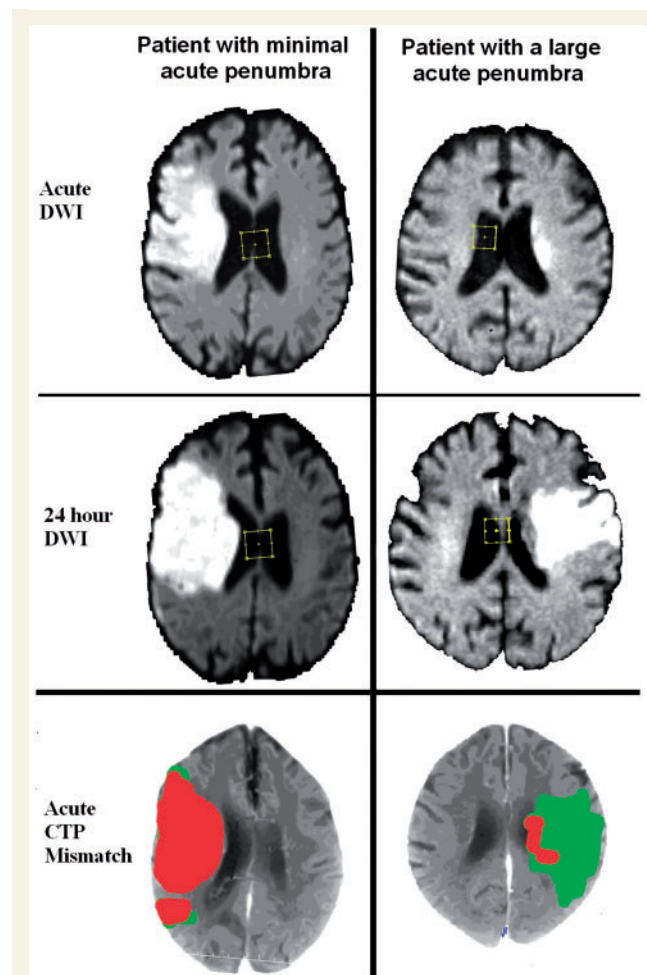 Patient with minimal
acute penumbra
Patient with a large
acute penumbra
Acute
DWI
24 hour
DWI
Acute
CTP
Mismatch